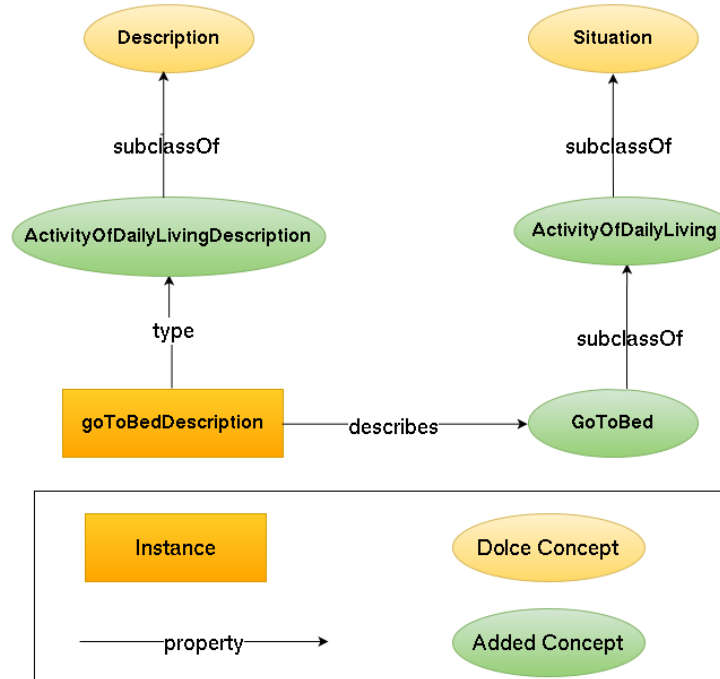 Description
Situation
subclassOf
subclassOf
ActivityOfDailyLivingDescription
ActivityOfDailyLiving
type
subclassOf
goToBedDescription
describes
GoToBed
Instance
Dolce Concept
property
Added Concept